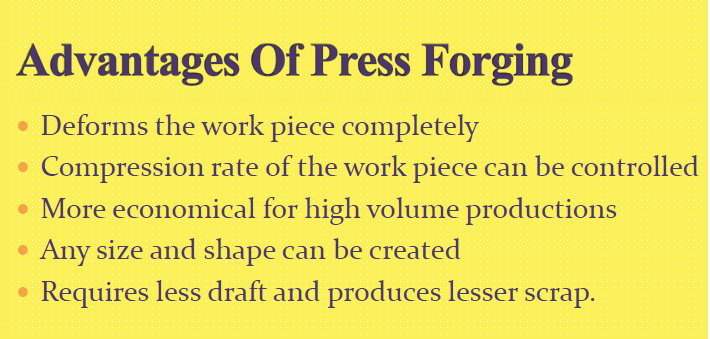 Advantages Of Press Forging
• Deforms the work piece completely
• Compression rate of the work piece can be controlled
• More economical for high volume productions
• Any size and shape can be created
• Requires less draft and produces lesser scrap.